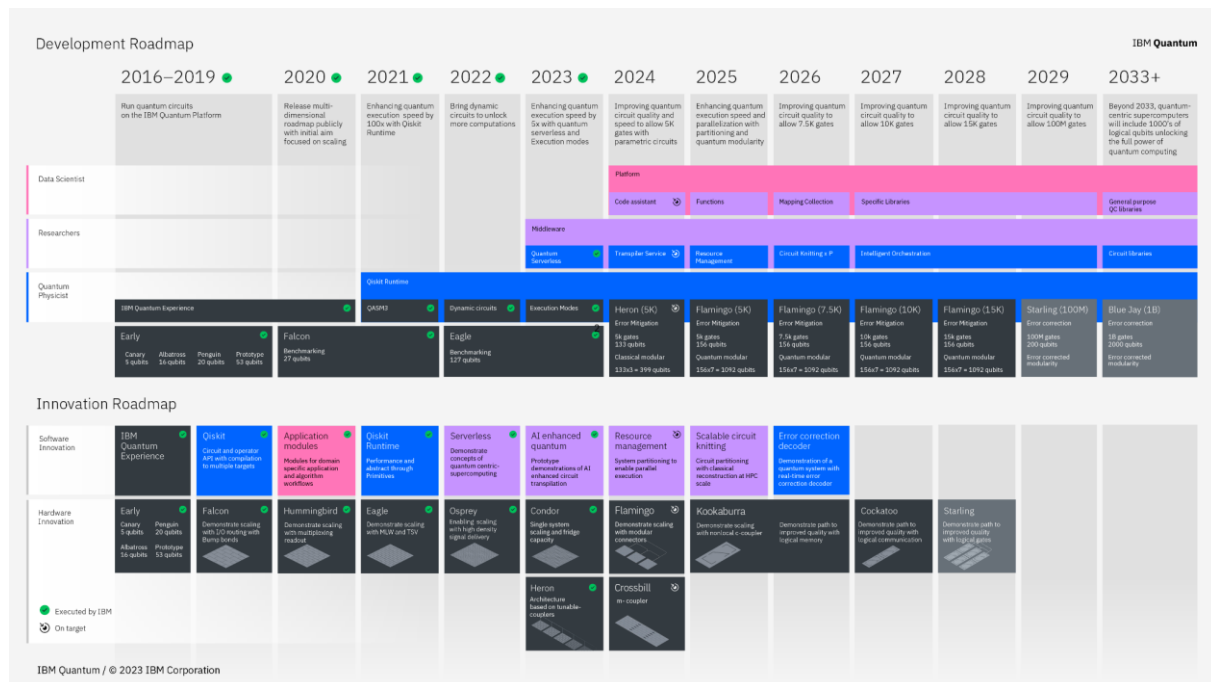 Development Roadmap
IBM Quantum
2016–2019
2020
2021
2022
2023
2024
2025
2026
2027
2028
2029
2033+
Run quantum circuits
on the IBM Quantum Platform
Release multi-
dimensional
roadmap publicly
with initial aim
focused on scaling
Enhancing quantum
execution speed by
100x with Qiskit
Runtime
Bring dynamic
circuits to unlock
more computations
Enhancing quantum
execution speed by
5x with quantum
serverless and
Execution modes
Improving quantum
circuit quality and
speed to allow 5K
gates with
parametric circuits
Enhancing quantum
execution speed and
parallelization with
partitioning and
quantum modularity
Improving quantum
circuit quality to
allow 7.5K gates
Improving quantum
circuit quality to
allow 10K gates
Improving quantum
circuit quality to
allow 15K gates
Improving quantum
circuit quality to
allow 100M gates
Beyond 2033, quantum-
centric supercomputers
will include 1000's of
logical qubits unlocking
the full power of
quantum computing
Data Scientist
Platform
Code assistant
Functions
Mapping Collection
Specific Libraries
General purpose
QC libraries
Researchers
Middleware
Quantum
Serverless
Transpiler Service
Resource
Management
Circuit Knitting x P
Intelligent Orchestration
Circuit libraries
Quantum
Physicist
Qiskit Runtime
IBM Quantum Experience
QASM3
Dynamic circuits
Execution Modes
Early
Canary
5 qubits
Albatross
16 qubits
Penguin
20 qubits
Prototype
53 qubits
Falcon
Benchmarking
27 qubits
Eagle
Benchmarking
127 qubits
Heron (5K)
Error Mitigation
5k gates
133 qubits
Classical modular
133x3 = 399 qubits
Flamingo (5K)
Error Mitigation
5k gates
156 qubits
Quantum modular
156x7 = 1092 qubits
Flamingo (7.5K)
Error Mitigation
7.5k gates
156 qubits
Quantum modular
156x7 = 1092 qubits
Flamingo (10K)
Error Mitigation
10k gates
156 qubits
Quantum modular
156x7 = 1092 qubits
Flamingo (15K)
Error Mitigation
15k gates
156 qubits
Quantum modular
156x7 = 1092 qubits
Starling (100M)
Error correction
100M gates
200 qubits
Error corrected
modularity
Blue Jay (1B)
Error correction
1B gates
2000 qubits
Error corrected
modularity
Innovation Roadmap
Software
Innovation
IBM
Quantum
Experience
Qiskit
Circuit and operator
API with compilation
to multiple targets
Application
modules
Modules for domain
specific application
and algorithm
workflows
Qiskit
Runtime
Performance and
abstract through
Primitives
Serverless
Demonstrate
concepts of
quantum centric-
supercomputing
AI enhanced
quantum
Prototype
demonstrations of AI
enhanced circuit
transpilation
Resource
management
System partitioning to
enable parallel
execution
Scalable circuit
knitting
Circuit partitioning
with classical
reconstruction at HPC
scale
Error correction
decoder
Demonstration of a
quantum system with
real-time error
correction decoder
Hardware
Innovation
Early
Canary
5 qubits
Penguin
20 qubits
Albatross
16 qubits
Prototype
53 qubits
Falcon
Demonstrate scaling
with I/O routing with
Bump bonds
Hummingbird
Demonstrate scaling
with multiplexing
readout
Eagle
Demonstrate scaling
with MLW and TSV
Osprey
Enabling scaling
with high density
signal delivery
Condor
Single system
scaling and fridge
capacity
Flamingo
Demonstrate scaling
with modular
connectors
Kookaburra
Demonstrate scaling
with nonlocal c-coupler
Demonstrate path to
improved quality with
logical memory
Cockatoo
Demonstrate path to
improved quality with
logical communication
Starling
Demonstrate path to
improved quality
with logical gates
Heron
Architecture
based on tunable-
couplers
Crossbill
m- coupler
Executed by IBM
On target
IBM Quantum / © 2023 IBM Corporation